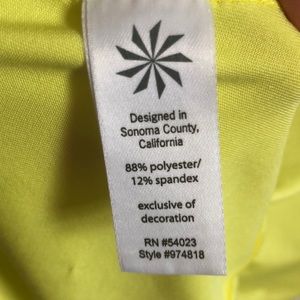 Designed in
Sonoma County,
California
88% polyester/
12% spandex
exclusive of
decoration
RN #54023
Style #974818